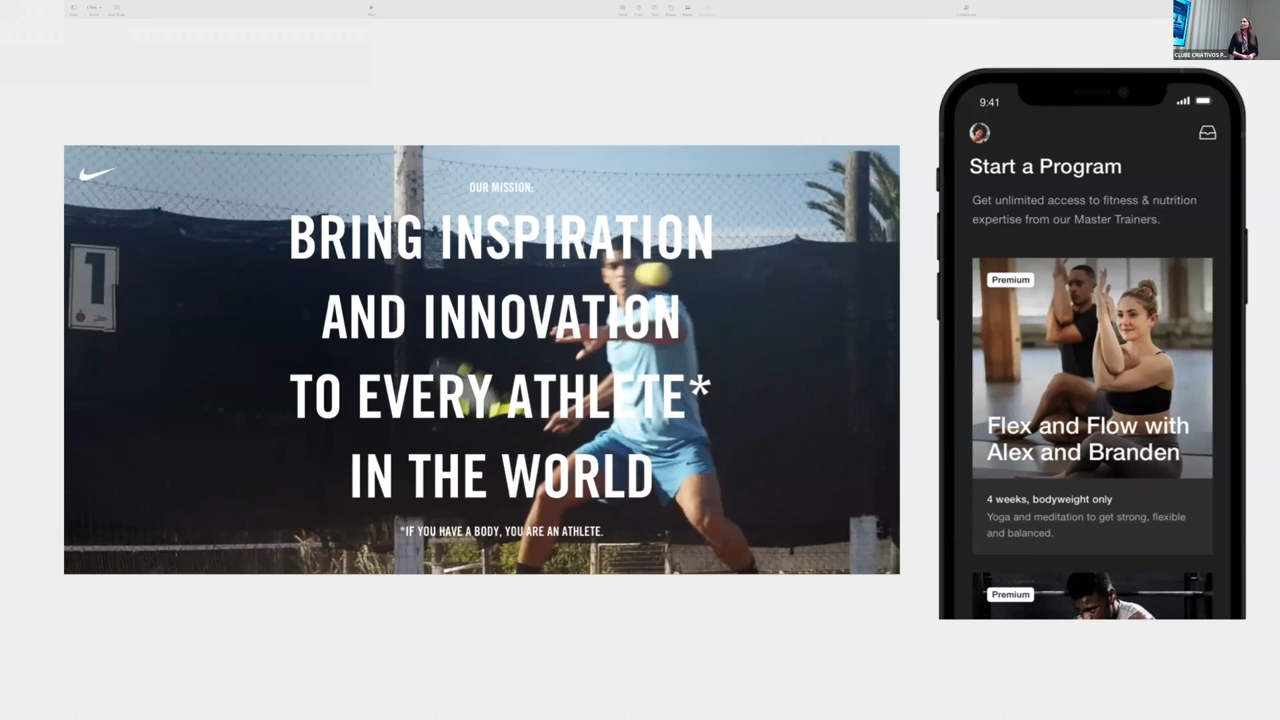 CLUBE CRIATIVOS P...
OUR MISSION:
BRING INSPIRATION
AND INNOVATION
TO EVERY ATHLETE*
IN THE WORLD
*IF YOU HAVE A BODY, YOU ARE AN ATHLETE.
1
9:41
Start a Program
Get unlimited access to fitness & nutrition
expertise from our Master Trainers.
Premium
Flex and Flow with
Alex and Branden
4 weeks, bodyweight only
Yoga and meditation to get strong, flexible
and balanced.
Premium